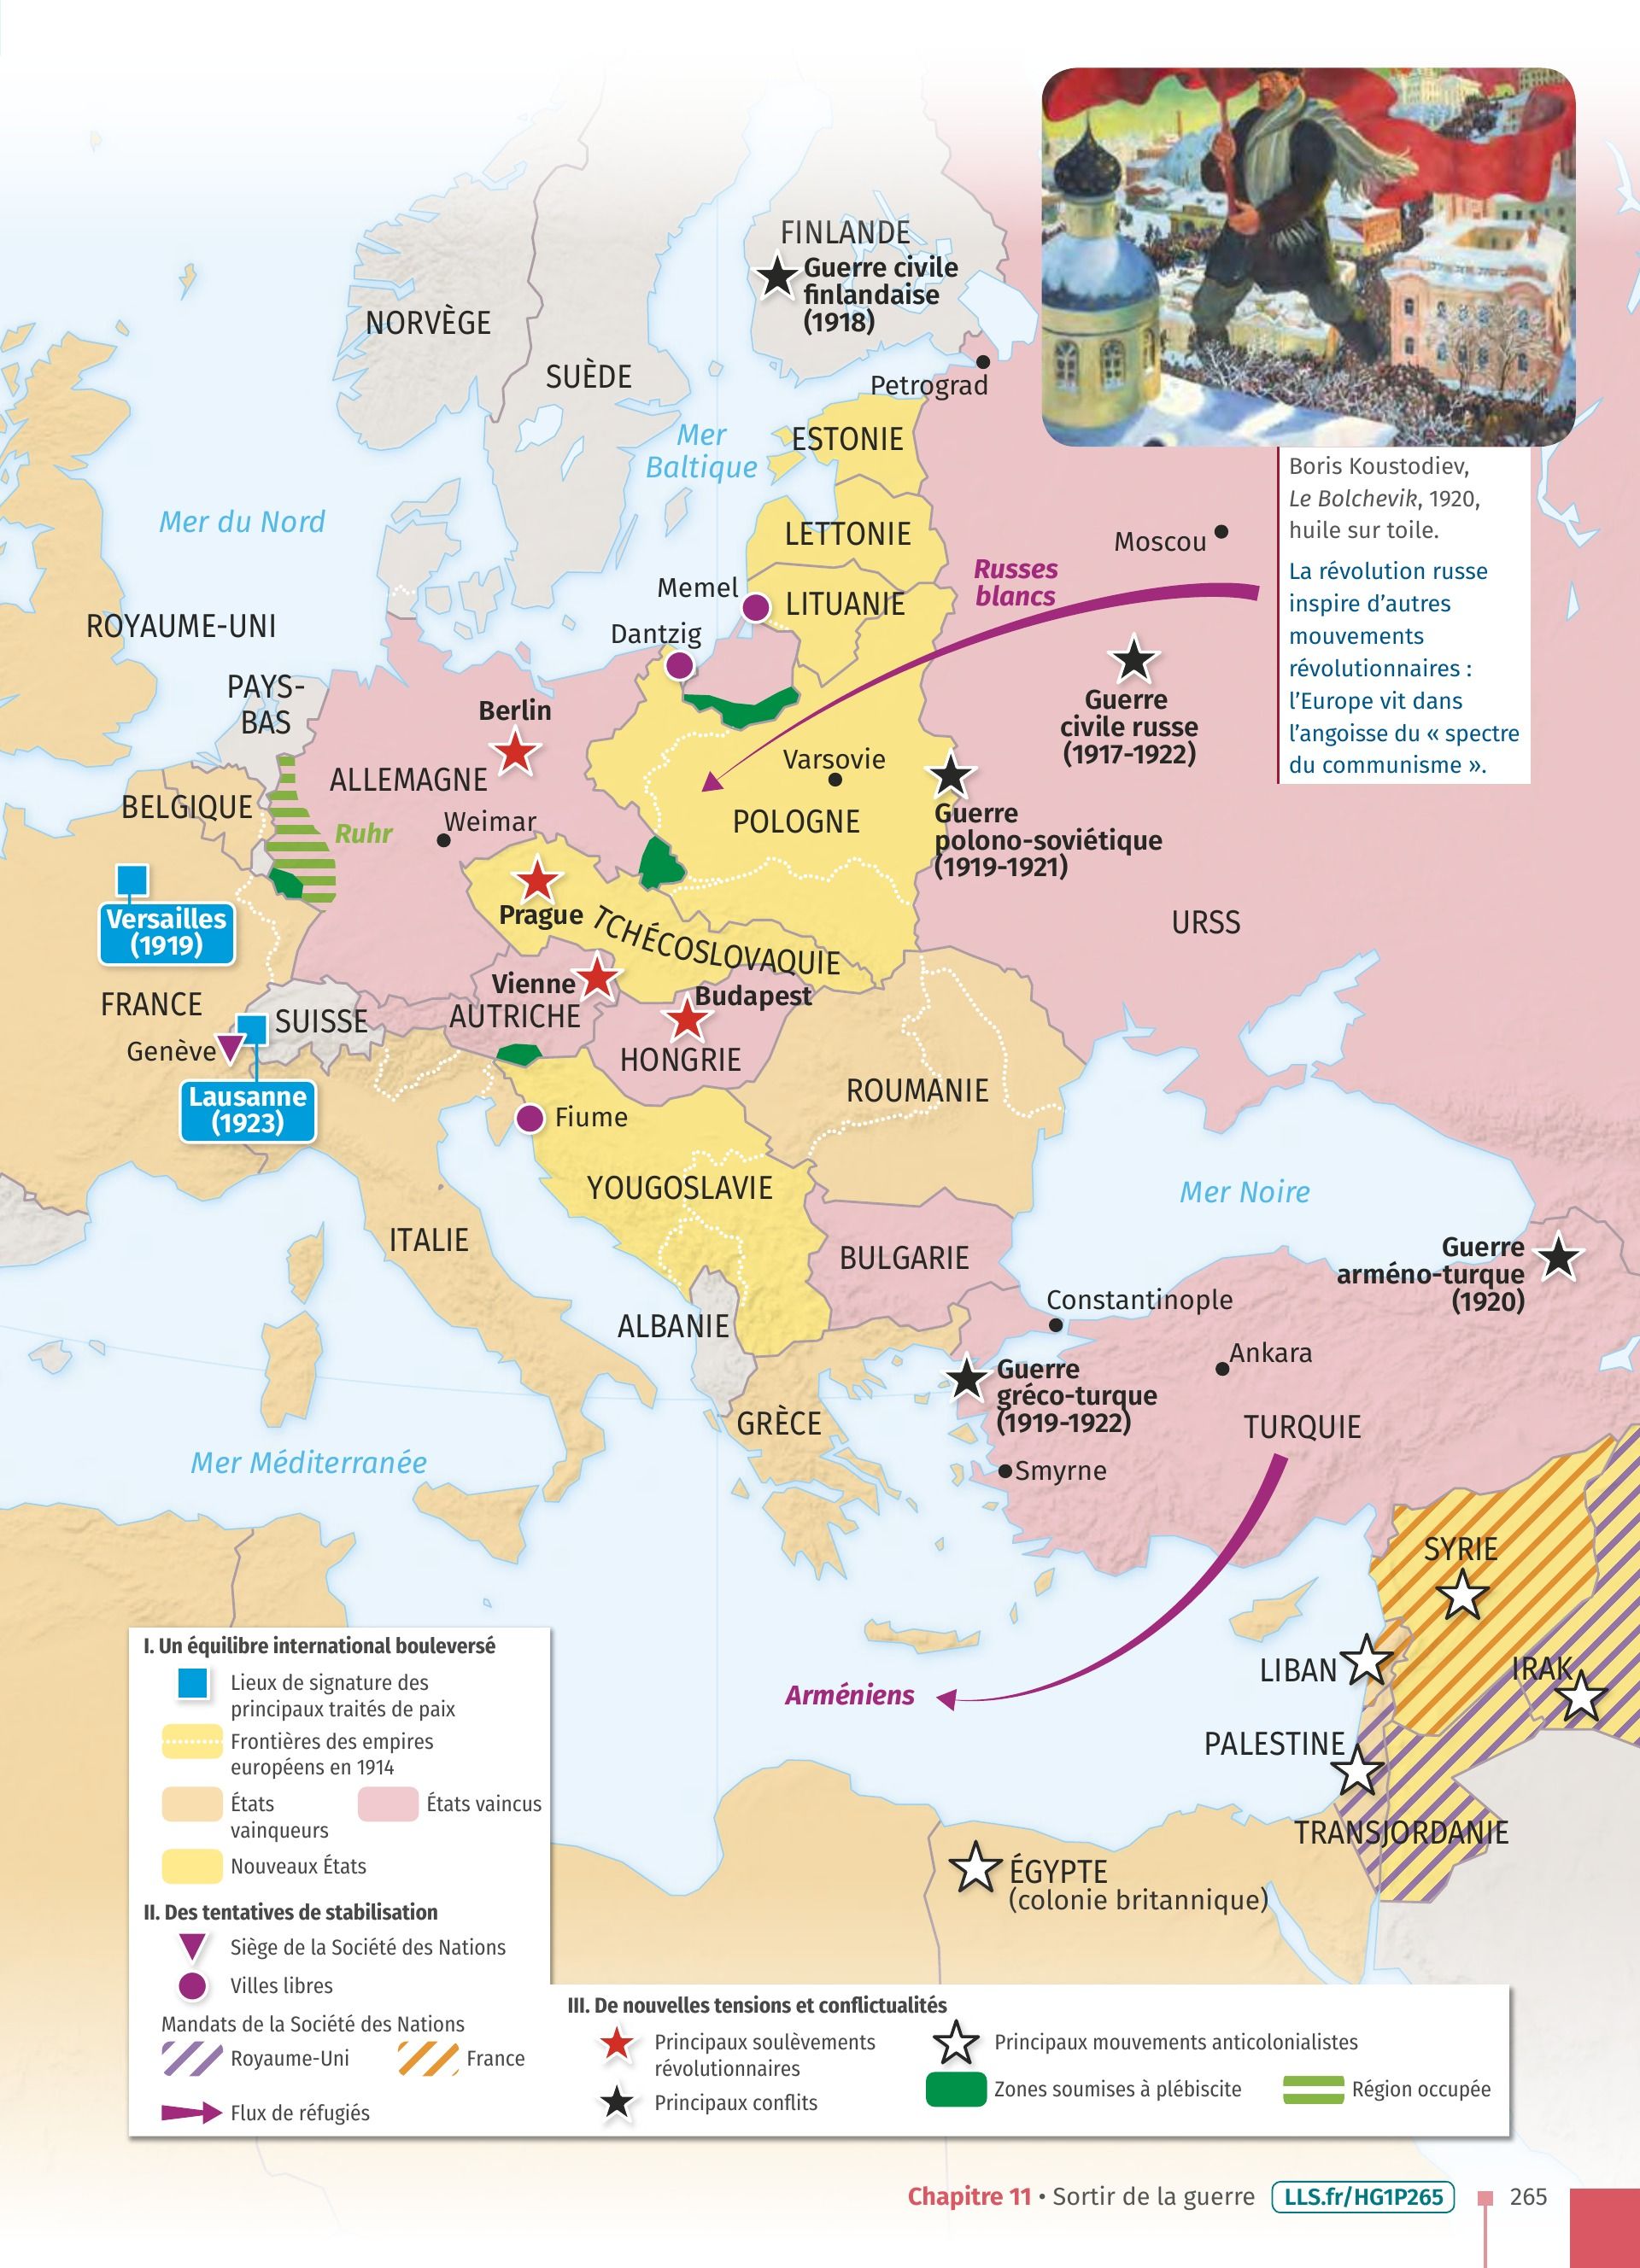 FINLANDE
Guerre civile
finlandaise
(1918)
NORVÈGE
SUÈDE
Petrograd
Mer
Baltique
ESTONIE
Boris Koustodiev,
Le Bolchevik, 1920,
huile sur toile.
La révolution russe
inspire d’autres
mouvements
révolutionnaires :
l’Europe vit dans
l’angoisse du « spectre
du communisme ».
Mer du Nord
LETTONIE
Moscou
Russes
blancs
Memel
LITUANIE
ROYAUME-UNI
Dantzig
PAYS-
BAS
Berlin
Guerre
civile russe
(1917-1922)
Varsovie
ALLEMAGNE
BELGIQUE
Ruhr
Weimar
POLOGNE
Guerre
polono-soviétique
(1919-1921)
Versailles
(1919)
Prague
TCHÉCOSLOVAQUIE
URSS
Vienne
Budapest
FRANCE
SUISSE
AUTRICHE
Genève
HONGRIE
Lausanne
(1923)
ROUMANIE
Fiume
YOUGOSLAVIE
Mer Noire
ITALIE
BULGARIE
Guerre
arméno-turque
(1920)
Constantinople
ALBANIE
Ankara
Guerre
gréco-turque
(1919-1922)
GRÈCE
TURQUIE
Mer Méditerranée
Smyrne
SYRIE
LIBAN
IRAK
Arméniens
PALESTINE
TRANSJORDANIE
ÉGYPTE
(colonie britannique)
I. Un équilibre international bouleversé
Lieux de signature des
principaux traités de paix
Frontières des empires
européens en 1914
États
vainqueurs
États vaincus
Nouveaux États
II. Des tentatives de stabilisation
Siège de la Société des Nations
Villes libres
Mandats de la Société des Nations
Royaume-Uni
France
Flux de réfugiés
III. De nouvelles tensions et conflictualités
Principaux soulèvements
révolutionnaires
Principaux conflits
Principaux mouvements anticolonialistes
Zones soumises à plébiscite
Région occupée
Chapitre 11 • Sortir de la guerre LLS.fr/HG1P265 265